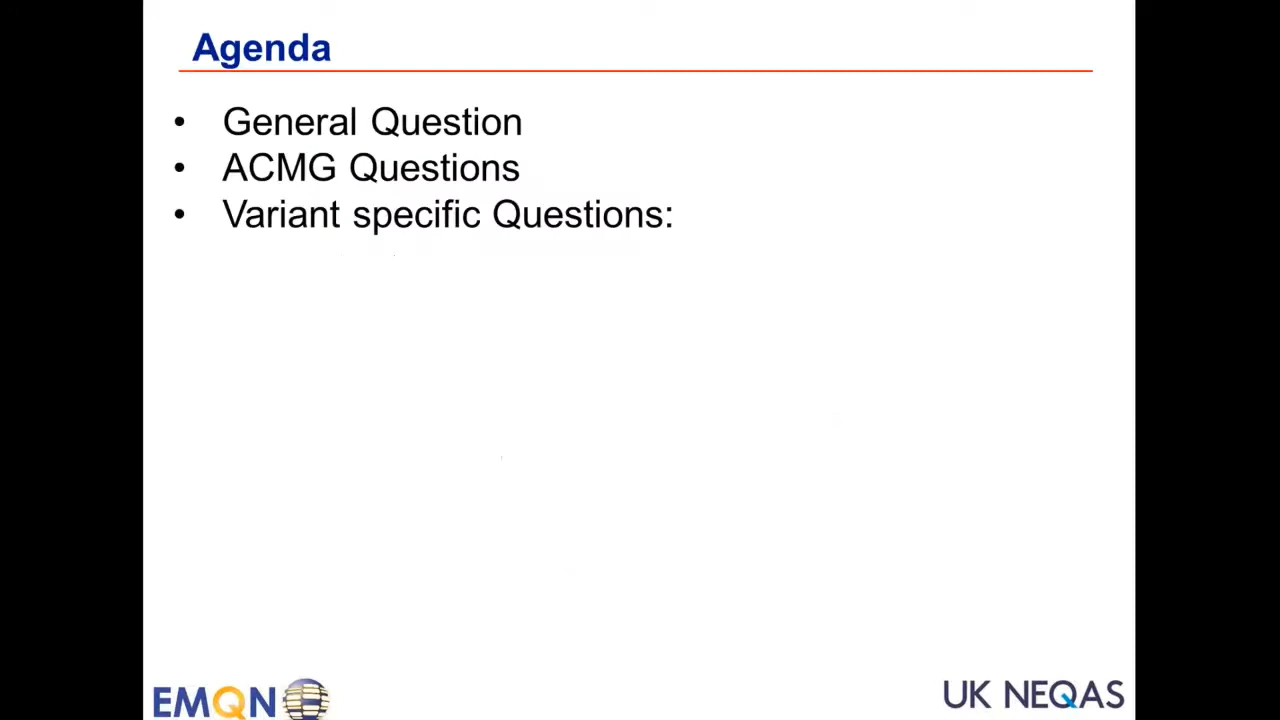 Agenda
• General Question
• ACMG Questions
• Variant specific Questions:
EMQN
UK NEQAS